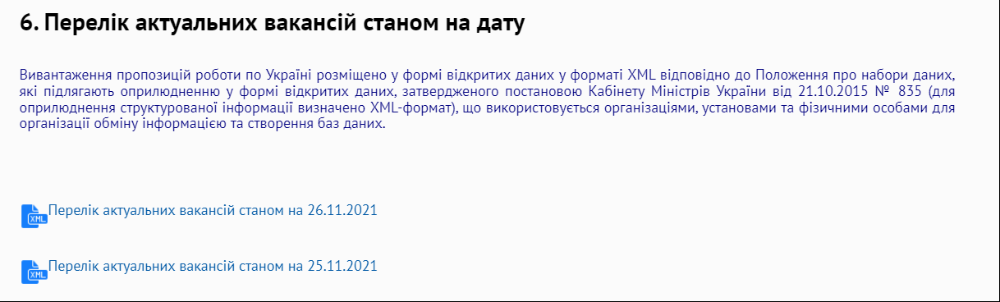 6. Перелік актуальних вакансій станом на дату
Вивантаження пропозицій роботи по Україні розміщено у формі відкритих даних у форматі XML відповідно до Положення про набори даних,
які підлягають оприлюдненню у формі відкритих даних, затвердженого постановою Кабінету Міністрів України від 21.10.2015 № 835 (для
оприлюднення структурованої інформації визначено XML-формат), що використовується організаціями, установами та фізичними особами для
організації обміну інформацією та створення баз даних.
XML Перелік актуальних вакансій станом на 26.11.2021
XML Перелік актуальних вакансій станом на 25.11.2021